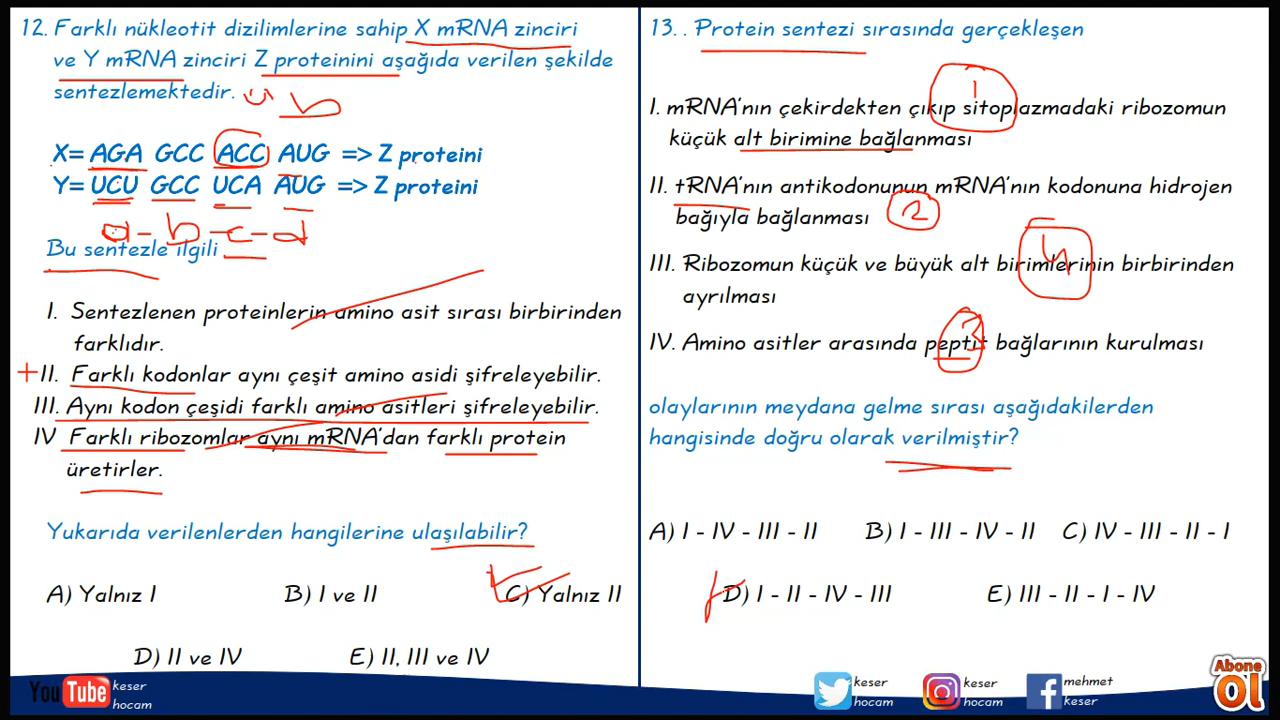 12. Farklı nükleotit dizilimlerine sahip X mRNA zinciri
ve Y mRNA zinciri Z proteinini aşağıda verilen şekilde
sentezlemektedir.
b
X= AGA GCC ACC AUG => Z proteini
Y= UCU GCC UCA AUG => Z proteini
a - b - c - d
Bu sentezle ilgili
I. Sentezlenen proteinlerin amino asit sırası birbirinden
farklıdır.
+ II. Farklı kodonlar aynı çeşit amino asidi şifreleyebilir.
III. Aynı kodon çeşidi farklı amino asitleri şifreleyebilir.
IV Farklı ribozomlar aynı mRNA'dan farklı protein
üretirler.
Yukarıda verilenlerden hangilerine ulaşılabilir?
A) Yalnız I B) I ve II C) Yalnız II
D) II ve IV E) II, III ve IV
13. . Protein sentezi sırasında gerçekleşen
1
I. mRNA'nın çekirdekten çıkıp sitoplazmadaki ribozomun
küçük alt birimine bağlanması
II. tRNA'nın antikodonunun mRNA'nın kodonuna hidrojen
bağıyla bağlanması 2
4
III. Ribozomun küçük ve büyük alt birimlerinin birbirinden
ayrılması
3
IV. Amino asitler arasında peptit bağlarının kurulması
olaylarının meydana gelme sırası aşağıdakilerden
hangisinde doğru olarak verilmiştir?
A) I - IV - III - II B) I - III - IV - II C) IV - III - II - I
D) I - II - IV - III E) III - II - I - IV
YouTube keser
hocam
keser
hocam
keser
hocam
mehmet
keser
Abone
OL